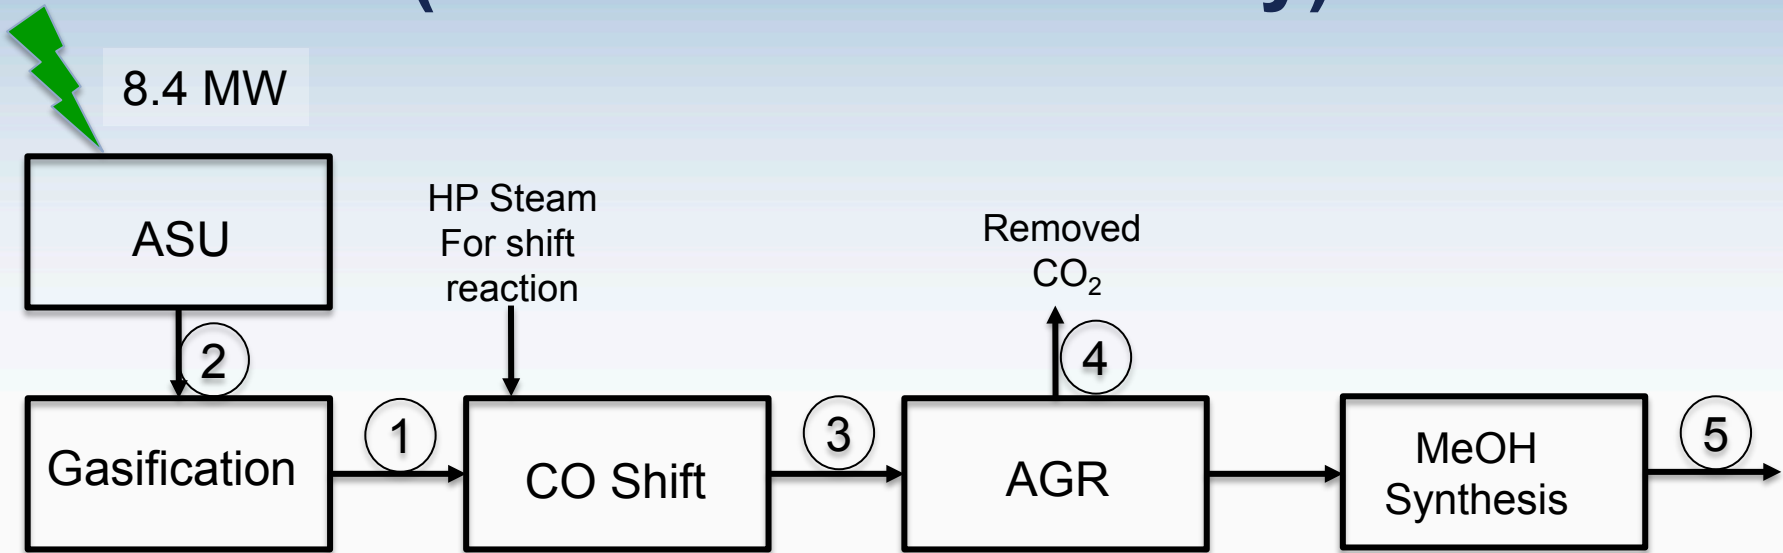 8.4 MW
ASU
HP Steam
For shift
reaction
Removed
CO₂
2
4
Gasification
1
CO Shift
3
AGR
MeOH
Synthesis
5